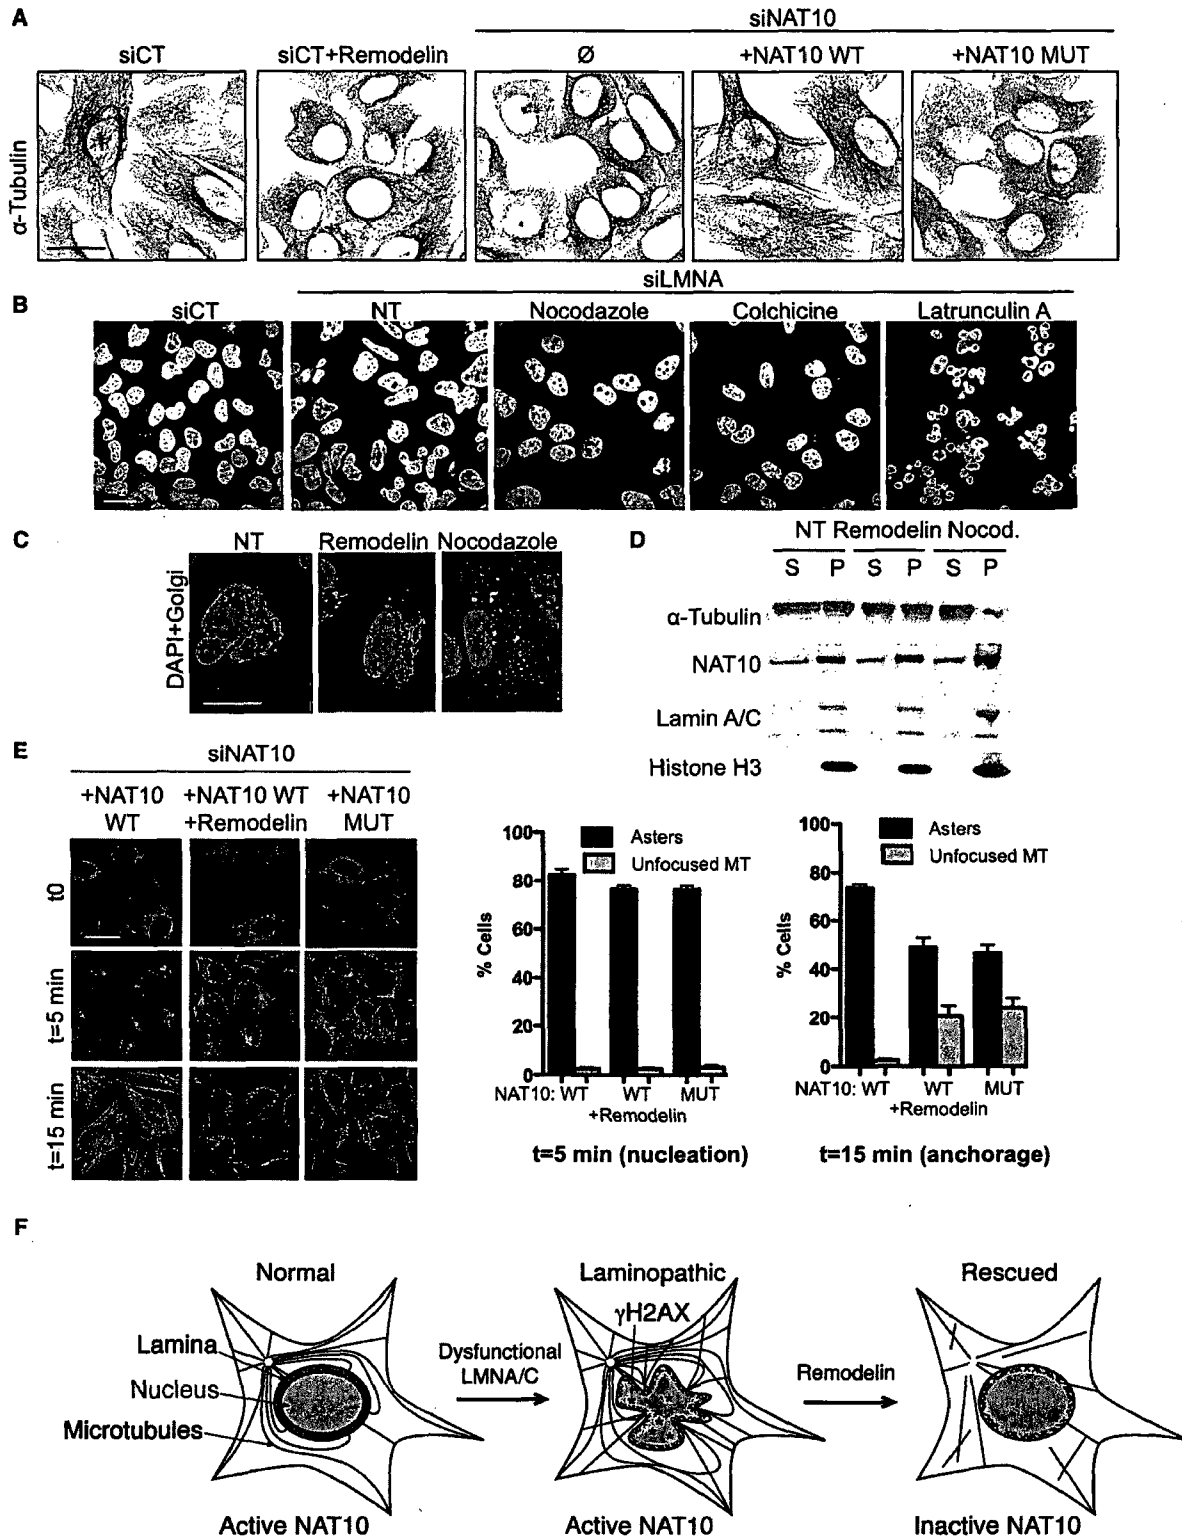 A
siNAT10
siCT
siCT+Remodelin
Ø
+NAT10 WT
+NAT10 MUT
α-Tubulin
B
siLMNA
siCT
NT
Nocodazole
Colchicine
Latrunculin A
C
NT
Remodelin
Nocodazole
DAPI+Golgi
D
NT Remodelin Nocod.
S P S P S P
α-Tubulin
NAT10
Lamin A/C
Histone H3
E
siNAT10
+NAT10 WT
+NAT10 WT +Remodelin
+NAT10 MUT
t0
t=5 min
t=15 min
100
80
60
40
20
0
% Cells
Asters
Unfocused MT
NAT10: WT WT MUT
+Remodelin
t=5 min (nucleation)
100
80
60
40
20
0
% Cells
Asters
Unfocused MT
NAT10: WT WT MUT
+Remodelin
t=15 min (anchorage)
F
Normal
Laminopathic
Rescued
γH2AX
Lamina
Nucleus
Microtubules
Dysfunctional
LMNA/C
Remodelin
Active NAT10
Active NAT10
Inactive NAT10